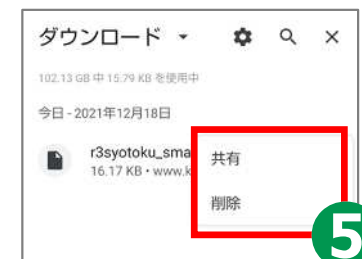 ダウンロード
102.13 GB 中 15.79 KB を使用中
今日 - 2021年12月18日
r3syotoku_sma
16.17 KB • www.k
共有
削除
5